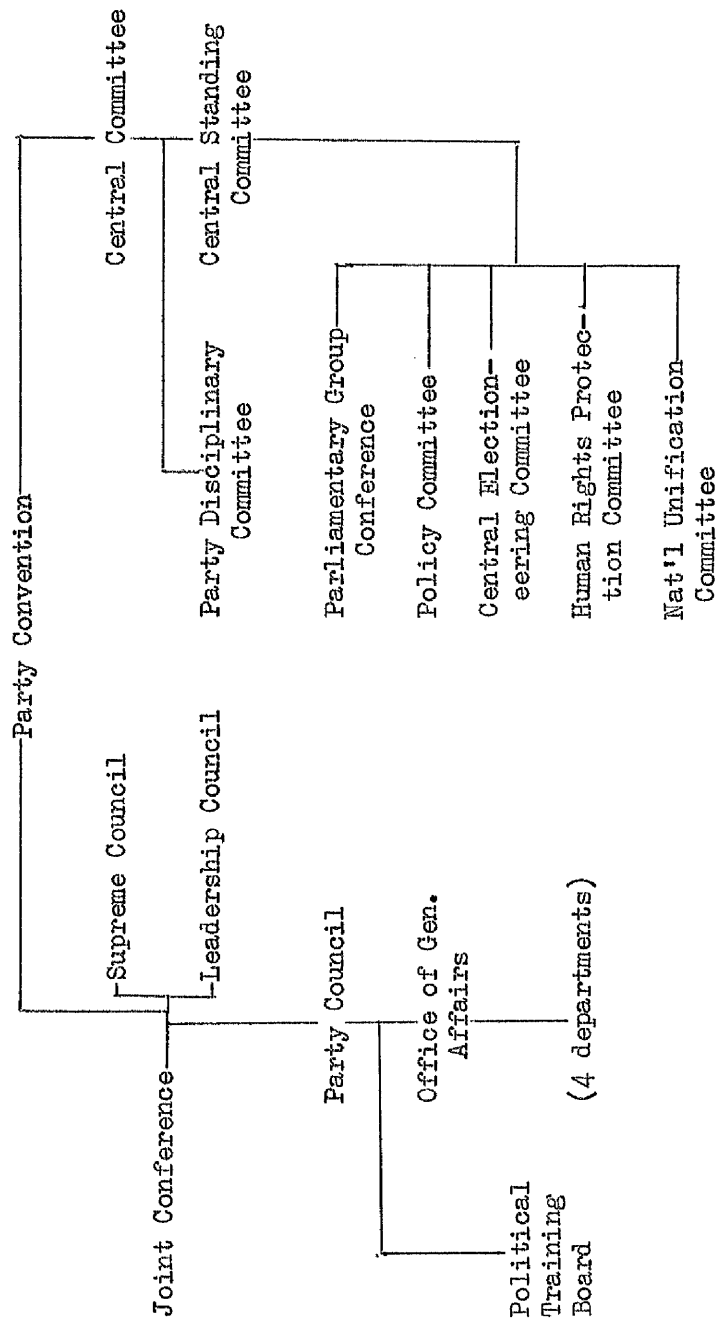 Party Convention
Supreme Council
Joint Conference
Leadership Council
Central Committee
Party Council
Office of Gen.
Affairs
Political
Training
Board
(4 departments)
Party Disciplinary
Committee
Central Standing
Committee
Parliamentary Group
Conference
Policy Committee
Central Election-
eering Committee
Human Rights Protec-
tion Committee
Nat'l Unification
Committee